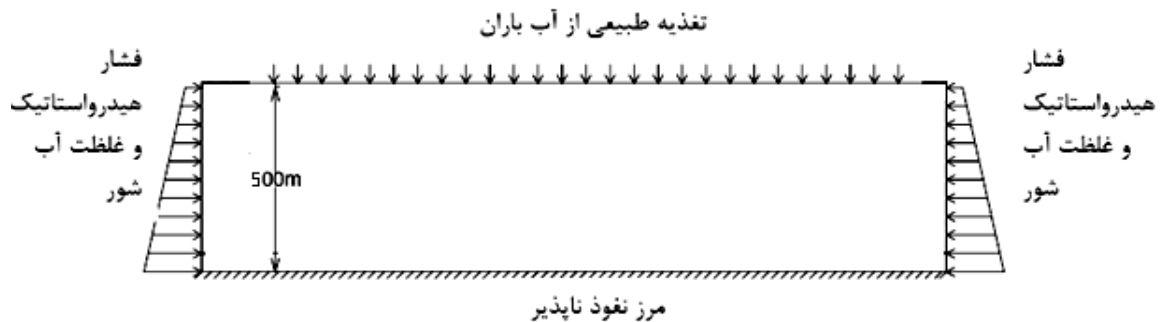 تغذیه طبیعی از آب باران
فشار
هیدرواستاتیک
و غلظت آب
شور
فشار
هیدرواستاتیک
و غلظت آب
شور
500m
مرز نفوذ ناپذیر